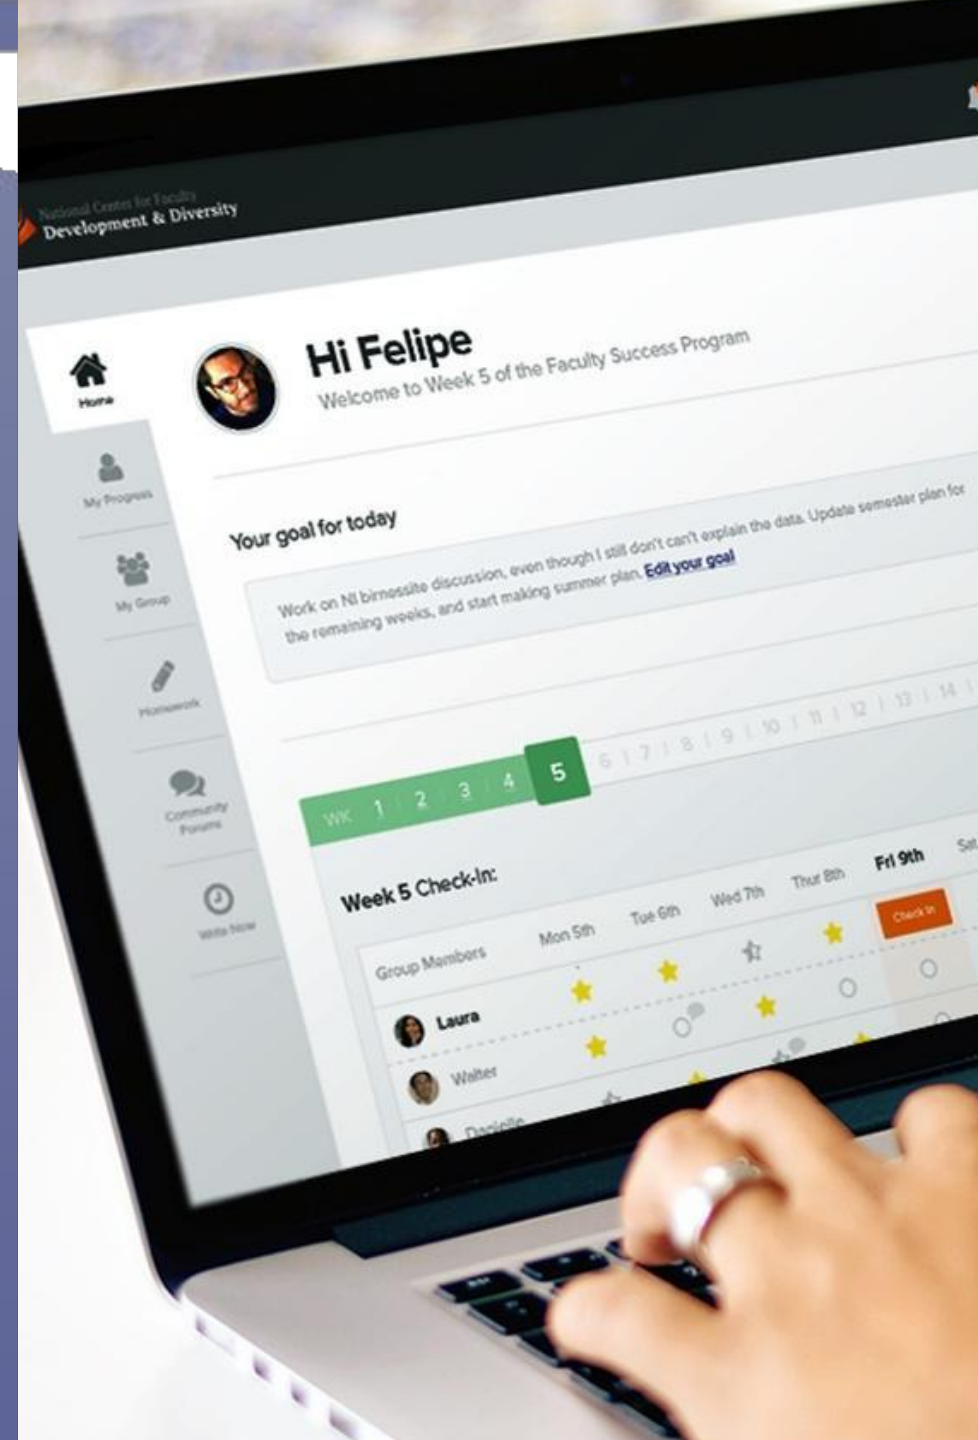 National Center for Faculty
Development & Diversity
Home
My Progress
My Group
Homework
Community
Forums
Write Now
Hi Felipe
Welcome to Week 5 of the Faculty Success Program
Your goal for today
Work on NI birnessite discussion, even though I still don't can't explain the data. Update semester plan for
the remaining weeks, and start making summer plan. Edit your goal
WK 1 | 2 | 3 | 4 5 6 | 7 | 8 | 9 | 10 | 11 | 12 | 13 | 14 |
Week 5 Check-In:
Group Members Mon 5th Tue 6th Wed 7th Thur 8th Fri 9th Sat
Laura Check In
Walter
Danielle